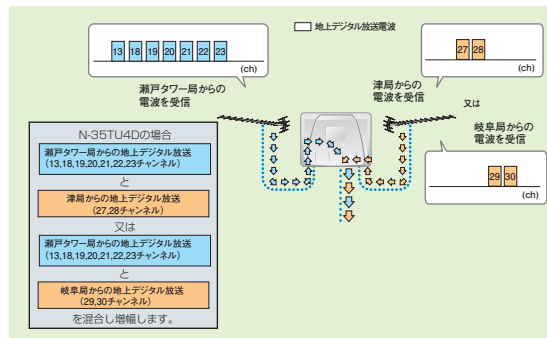 地上デジタル放送電波
13 18 19 20 21 22 23
(ch)
瀬戸タワー局からの
電波を受信
27 28
(ch)
津局からの
電波を受信
又は
岐阜局からの
電波を受信
29 30
(ch)
N-35TU4Dの場合
瀬戸タワー局からの地上デジタル放送
(13,18,19,20,21,22,23チャンネル)
と
津局からの地上デジタル放送
(27,28チャンネル)
又は
瀬戸タワー局からの地上デジタル放送
(13,18,19,20,21,22,23チャンネル)
と
岐阜局からの地上デジタル放送
(29,30チャンネル)
を混合し増幅します。